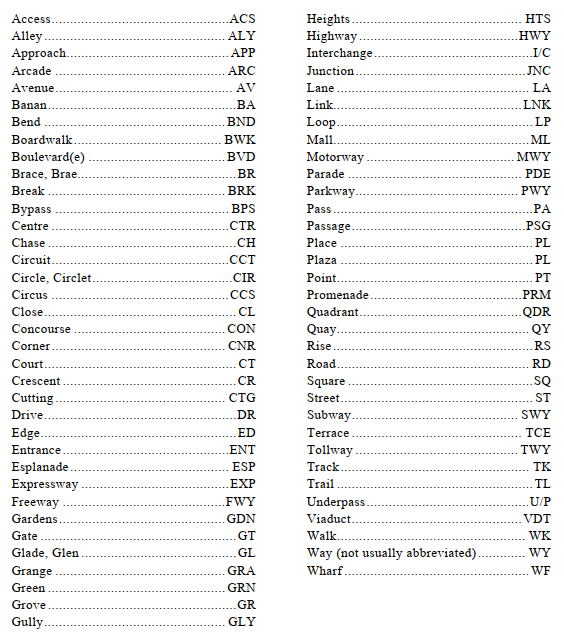 Access..........ACS
Alley..........ALY
Approach..........APP
Arcade ..........ARC
Avenue..........AV
Banan..........BA
Bend..........BND
Boardwalk ..........BWK
Boulevard(e) ..........BVD
Brace, Brae..........BR
Break ..........BRK
Bypass ..........BPS
Centre ..........CTR
Chase ..........CH
Circuit..........CCT
Circle, Circlet..........CIR
Circus ..........CCS
Close..........CL
Concourse ..........CON
Corner..........CNR
Court..........CT
Crescent ..........CR
Cutting ..........CTG
Drive..........DR
Edge..........ED
Entrance ..........ENT
Esplanade..........ESP
Expressway ..........EXP
Freeway ..........FWY
Gardens..........GDN
Gate ..........GT
Glade, Glen ..........GL
Grange ..........GRA
Green ..........GRN
Grove..........GR
Gully..........GLY
Heights.......... HTS
Highway..........HWY
Interchange..........I/C
Junction..........JNC
Lane .......... LA
Link..........LNK
Loop.......... LP
Mall.......... ML
Motorway ..........MWY
Parade .......... PDE
Parkway..........PWY
Pass.......... PA
Passage..........PSG
Place .......... PL
Plaza .......... PL
Point.......... PT
Promenade..........PRM
Quadrant..........QDR
Quay.......... QY
Rise.......... RS
Road.......... RD
Square .......... SQ
Street.......... ST
Subway.......... SWY
Terrace .......... TCE
Tollway ..........TWY
Track.......... TK
Trail .......... TL
Underpass..........U/P
Viaduct..........VDT
Walk..........WK
Way (not usually abbreviated)..........WY
Wharf..........WF